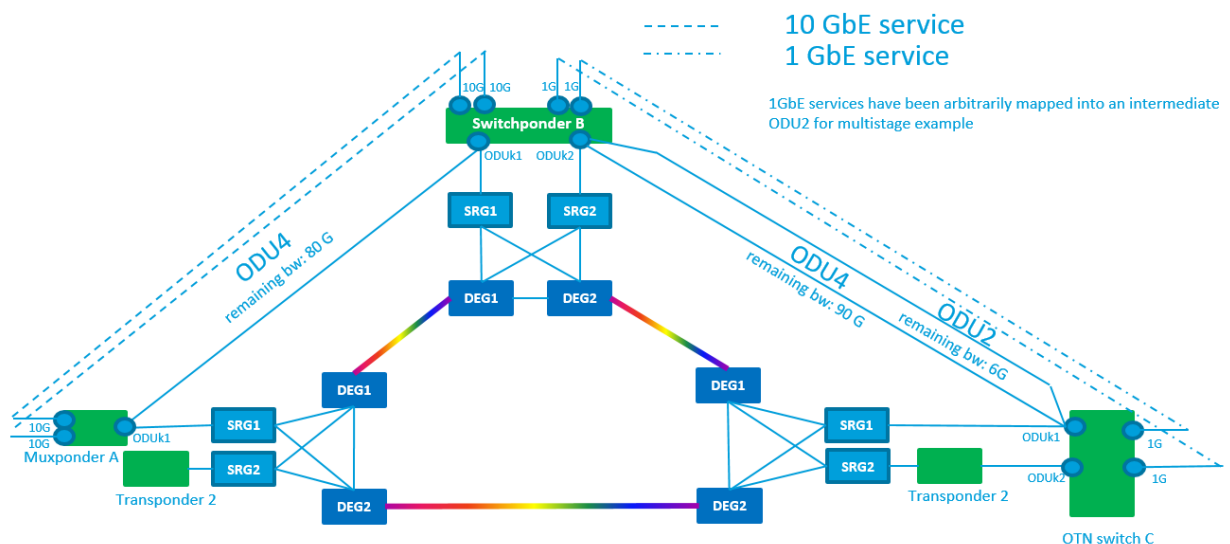 10 GbE service
1 GbE service
1GbE services have been arbitrarily mapped into an intermediate
ODU2 for multistage example
10G
10G
1G
1G
Switchponder B
ODUk1
ODUk2
SRG1
SRG2
ODU4
remaining bw: 80 G
ODU4
remaining bw: 90 G
ODU2
remaining bw: 6G
DEG1
DEG2
DEG1
DEG1
10G
10G
ODUk1
SRG1
SRG1
ODUk1
1G
Muxponder A
SRG2
SRG2
ODUk2
1G
Transponder 2
Transponder 2
DEG2
DEG2
OTN switch C